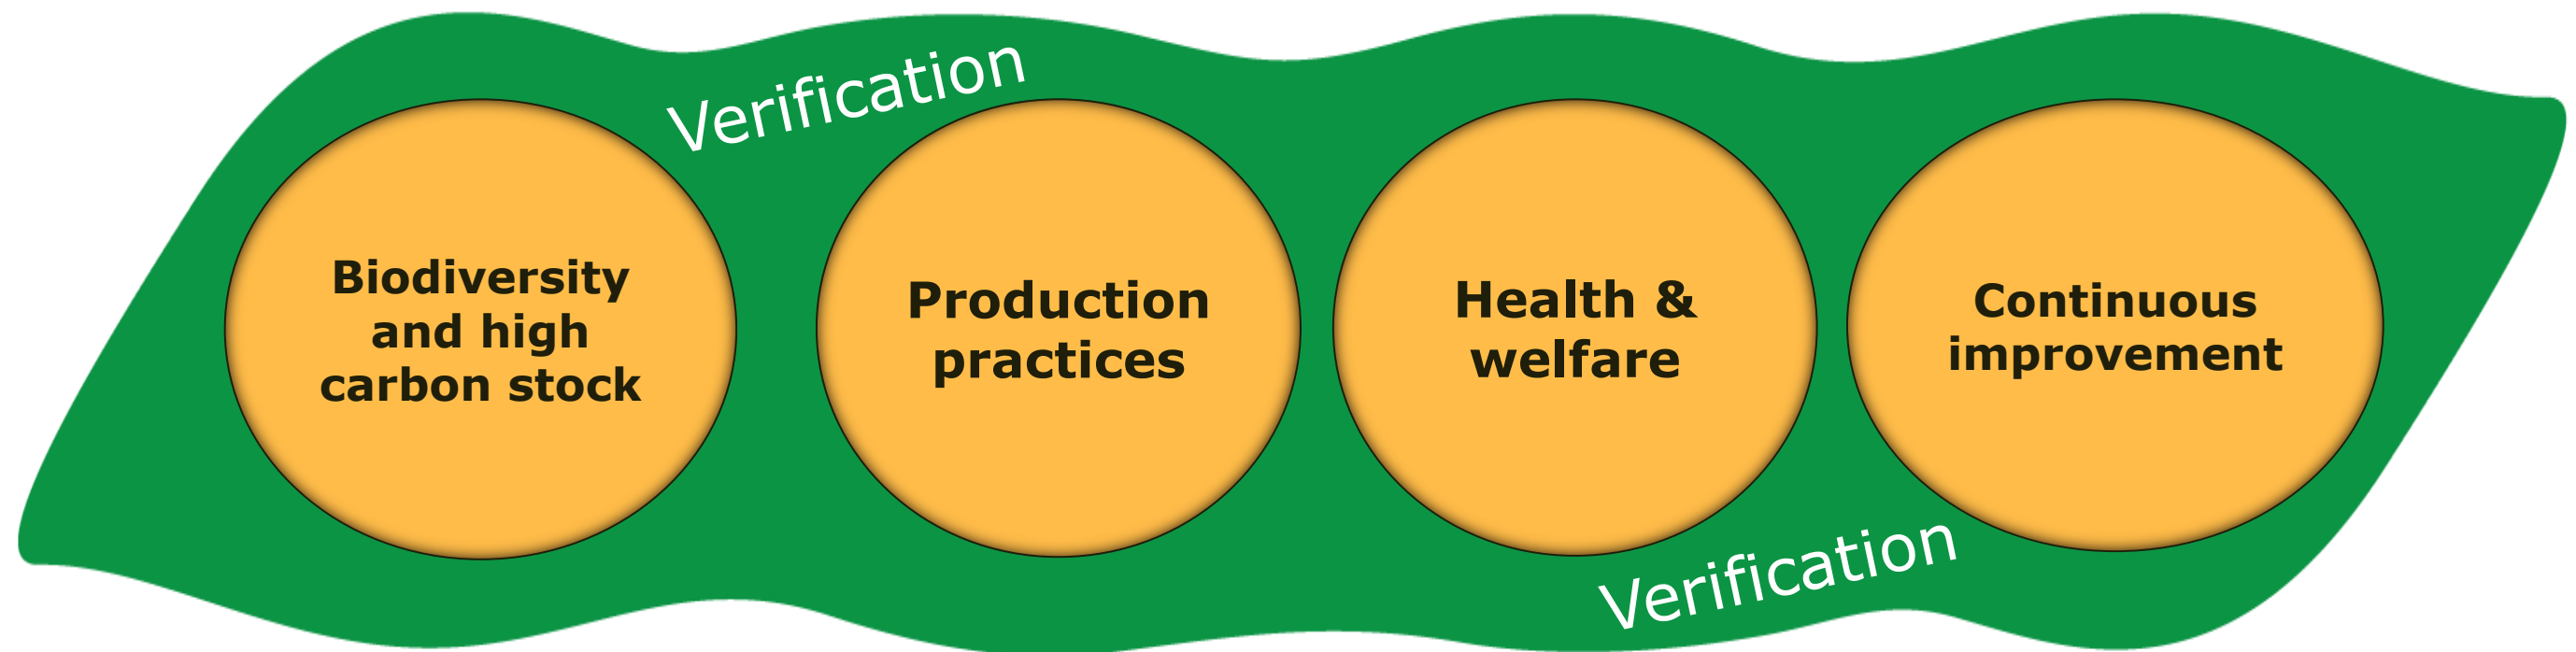 Verification
Biodiversity
and high
carbon stock
Production
practices
Health &
welfare
Continuous
improvement
Verification